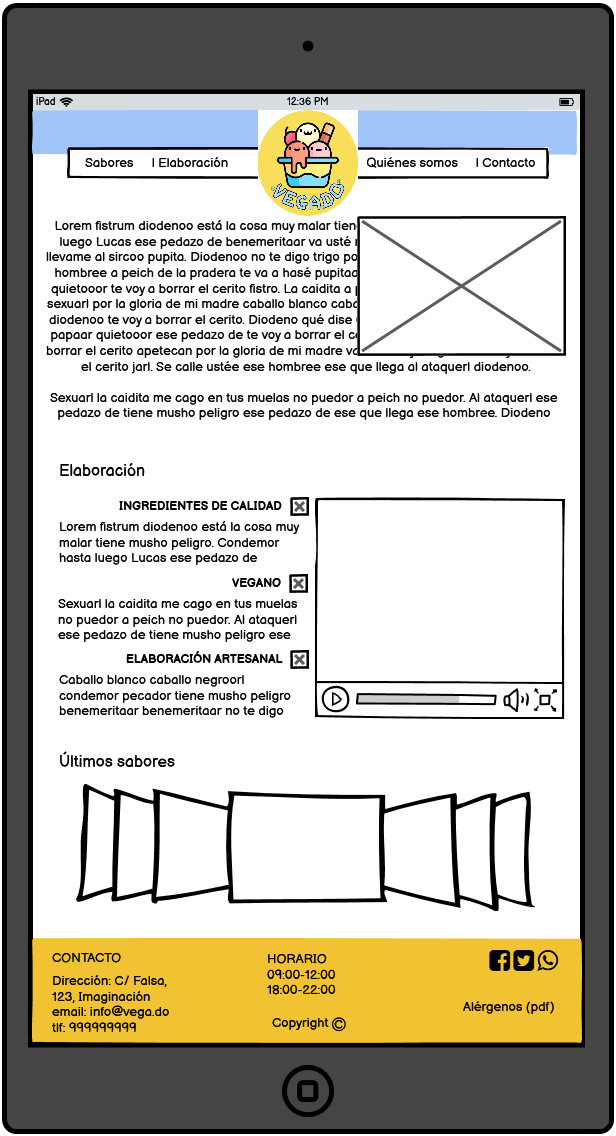 iPad
12:36 PM
Sabores | Elaboración
Quiénes somos | Contacto
VEGADO
Lorem fistrum diodenoo está la cosa muy malar tien
luego Lucas ese pedazo de benemeritaar va usté
llevame al sircoo pupita. Diodenoo no te digo trigo po
hombree a peich de la pradera te va a hasé pupitaa
quietooor te voy a borrar el cerito fistro. La caidita a
sexuarl por la gloria de mi madre caballo blanco caba
diodenoo te voy a borrar el cerito. Diodeno qué dise
papaar quietooor ese pedazo de te voy a borrar el ce
borrar el cerito apetecan por la gloria de mi madre va
el cerito jarl. Se calle ustée ese hombree ese que llega al ataquerl diodenoo.
Sexuarl la caidita me cago en tus muelas no puedor a peich no puedor. Al ataquerl ese
pedazo de tiene musho peligro ese pedazo de ese que llega ese hombree. Diodeno
Elaboración
INGREDIENTES DE CALIDAD
Lorem fistrum diodenoo está la cosa muy
malar tiene musho peligro. Condemor
hasta luego Lucas ese pedazo de
VEGANO
Sexuarl la caidita me cago en tus muelas
no puedor a peich no puedor. Al ataquerl
ese pedazo de tiene musho peligro ese
ELABORACIÓN ARTESANAL
Caballo blanco caballo negroorl
condemor pecador tiene musho peligro
benemeritaar benemeritaar no te digo
Últimos sabores
CONTACTO
Dirección: C/ Falsa,
123, Imaginación
email: info@vega.do
tlf: 999999999
HORARIO
09:00-12:00
18:00-22:00
Copyright ©
Alérgenos (pdf)